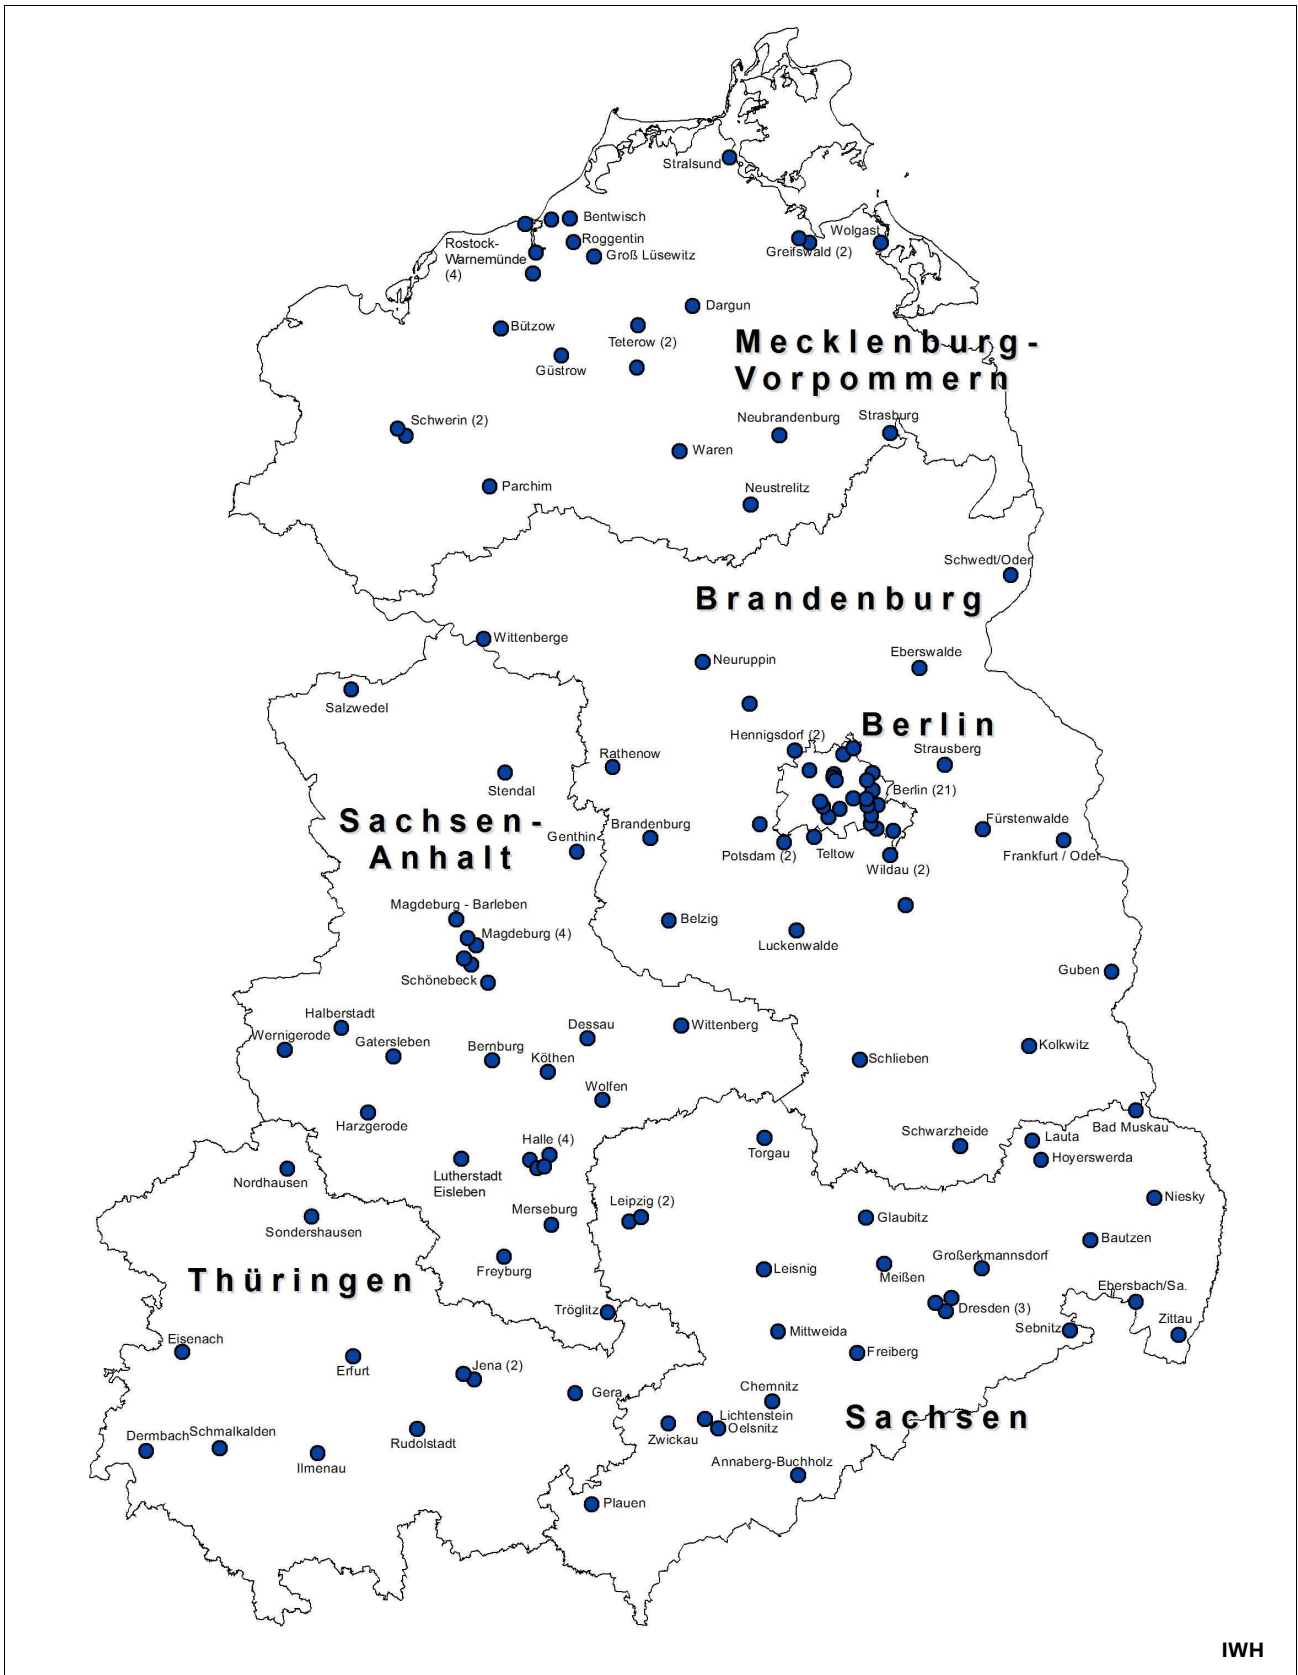 Stralsund
Bentwisch
Rostock-
Warnemünde
(4)
Roggentin
Groß Lüsewitz
Wolgast
Greifswald (2)
Dargun
Bützow
Teterow (2)
Güstrow
Mecklenburg-
Vorpommern
Schwerin (2)
Neubrandenburg
Strasburg
Waren
Parchim
Neustrelitz
Schwedt/Oder
Brandenburg
Wittenberge
Neuruppin
Eberswalde
Salzwedel
Berlin
Hennigsdorf (2)
Strausberg
Rathenow
Stendal
Berlin (21)
Sachsen-
Anhalt
Genthin
Brandenburg
Fürstenwalde
Frankfurt / Oder
Potsdam (2)
Teltow
Wildau (2)
Magdeburg - Barleben
Magdeburg (4)
Schönebeck
Belzig
Luckenwalde
Guben
Halberstadt
Wernigerode
Gatersleben
Bernburg
Dessau
Köthen
Wittenberg
Wolfen
Schlieben
Kolkwitz
Harzgerode
Bad Muskau
Halle (4)
Torgau
Schwarzheide
Lauta
Hoyerswerda
Nordhausen
Lutherstadt
Eisleben
Niesky
Sondershausen
Merseburg
Leipzig (2)
Glaubitz
Bautzen
Thüringen
Freyburg
Leisnig
Meißen
Großerkmannsdorf
Ebersbach/Sa.
Tröglitz
Dresden (3)
Sebnitz
Zittau
Eisenach
Erfurt
Jena (2)
Mittweida
Freiberg
Gera
Chemnitz
Lichtenstein
Oelsnitz
Zwickau
Sachsen
Dermbach
Schmalkalden
Rudolstadt
Ilmenau
Annaberg-Buchholz
Plauen
IWH